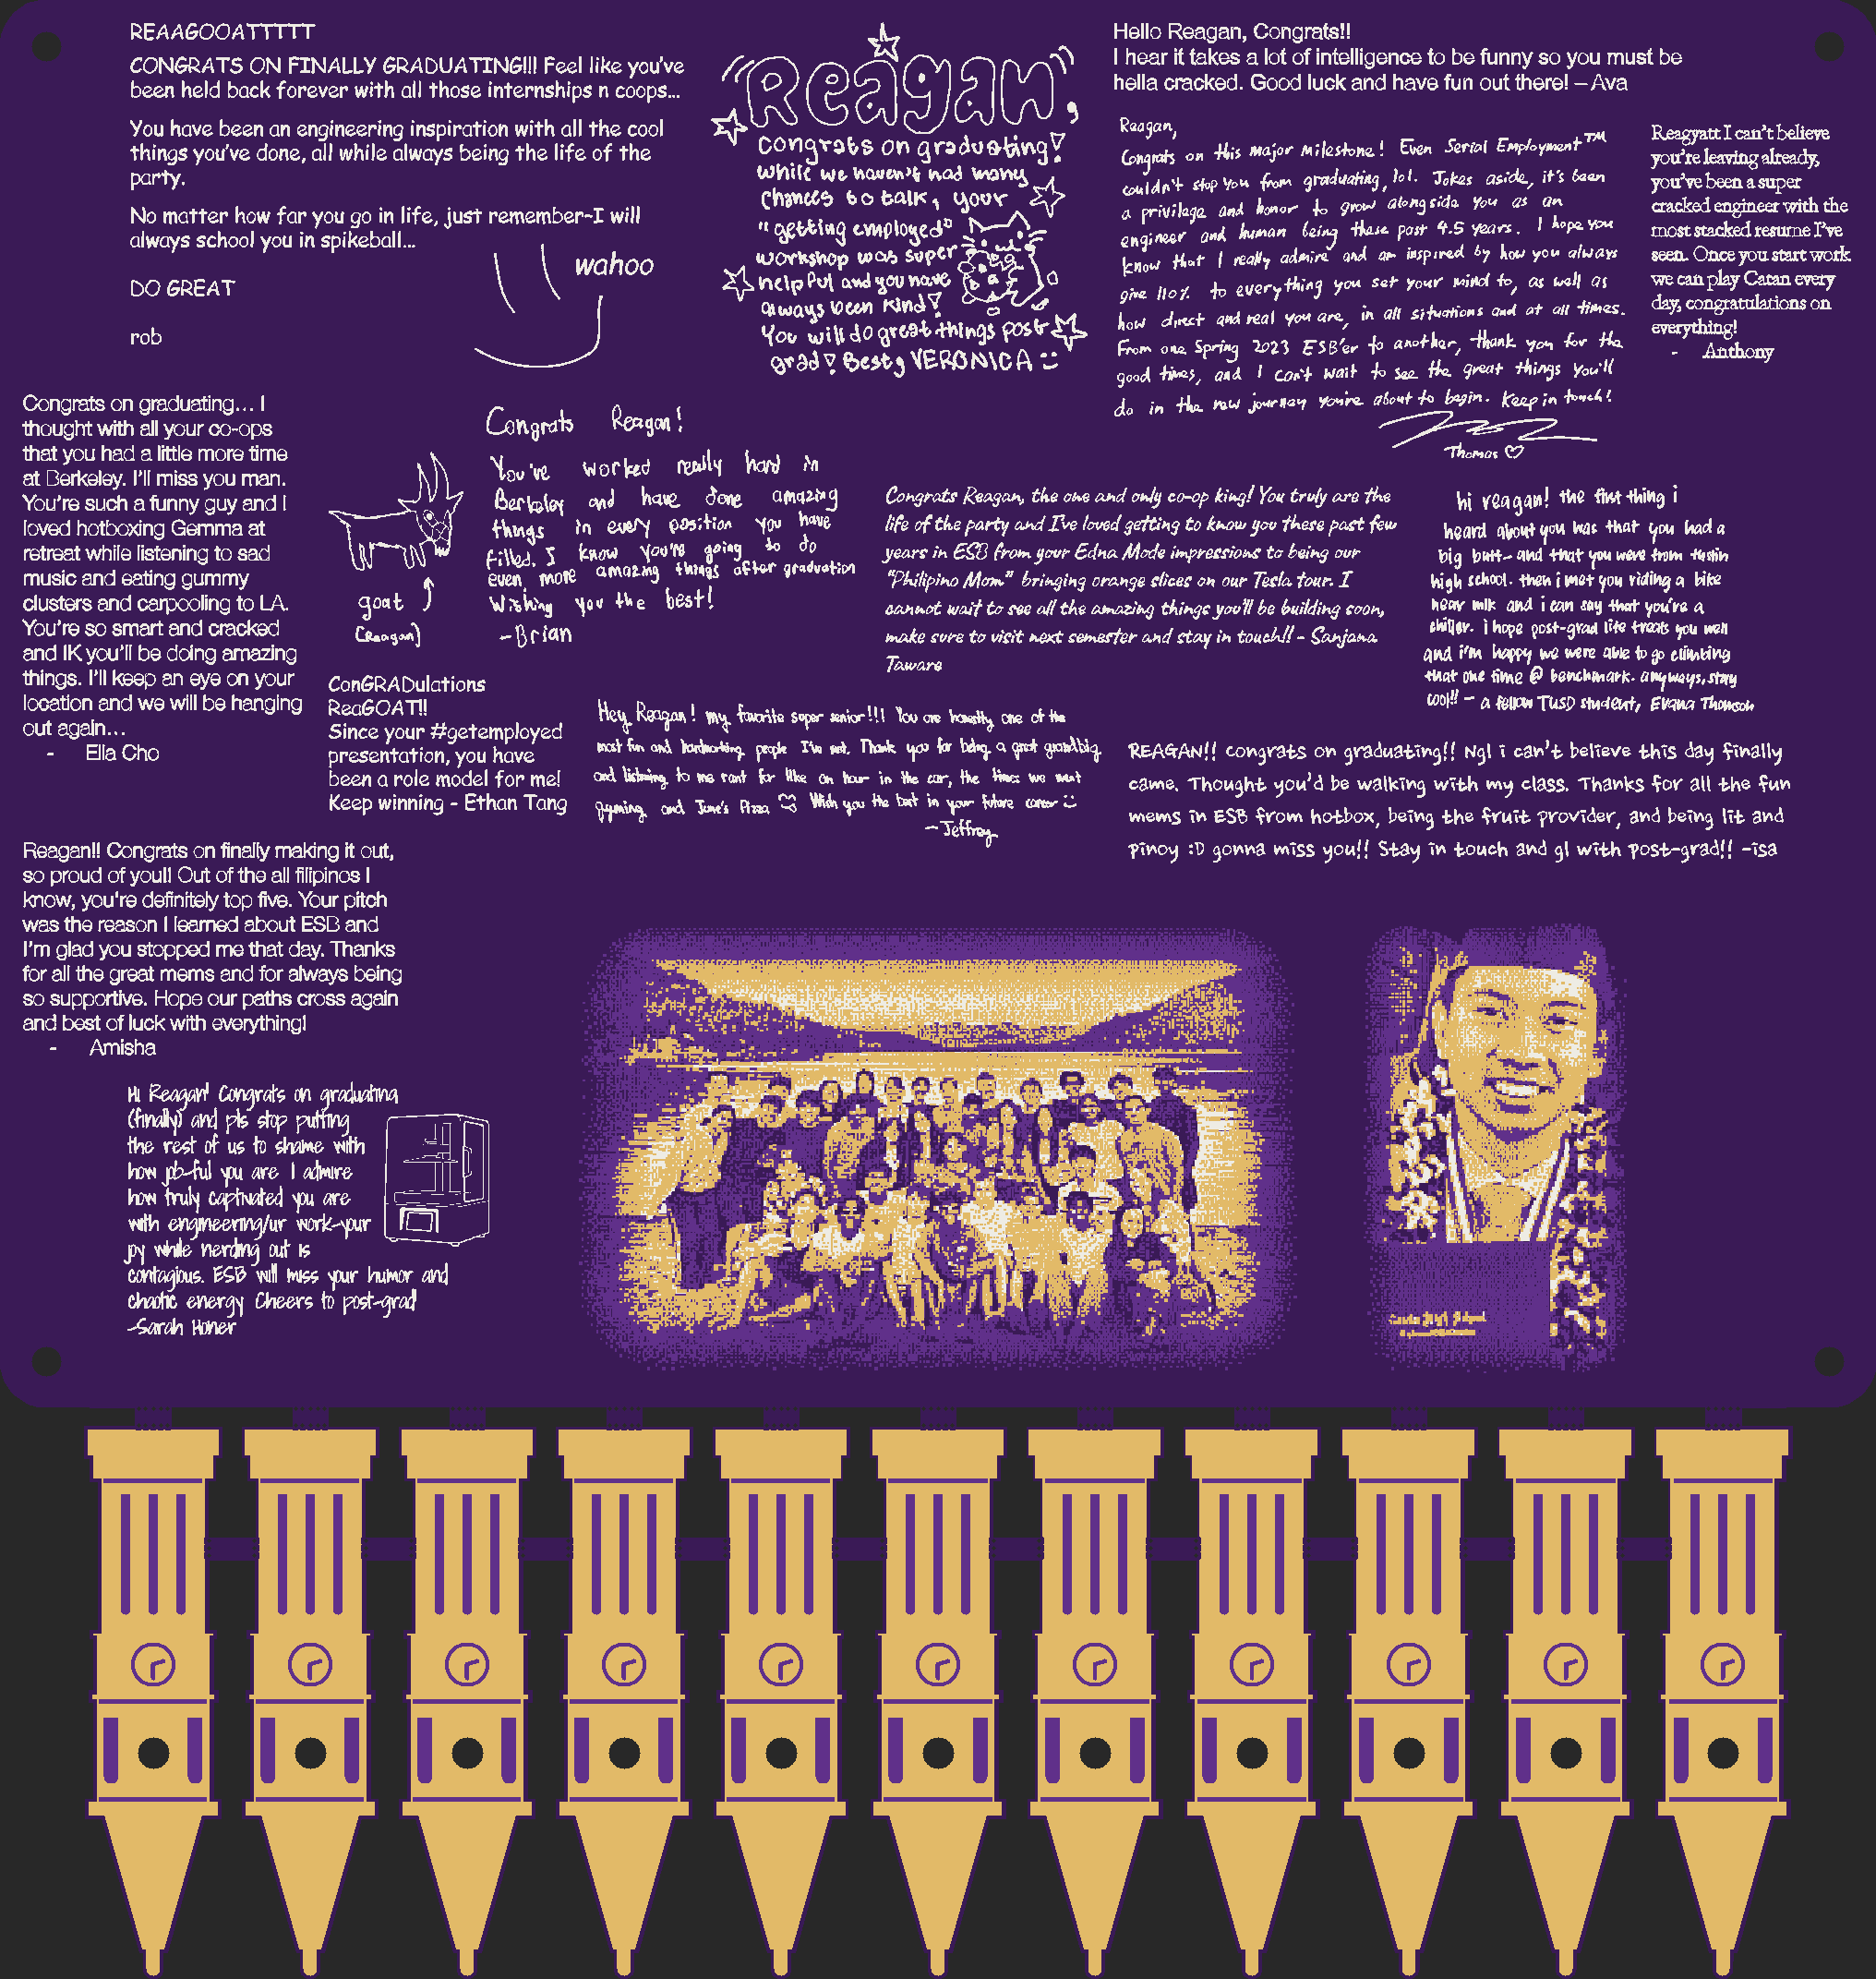 REAAGOOATTTTT
CONGRATS ON FINALLY GRADUATING!!! Feel like you've
been held back forever with all those internships n coops...
You have been an engineering inspiration with all the cool
things you've done, all while always being the life of the
party.
No matter how far you go in life, just remember-I will
always school you in spikeball...
DO GREAT
rob
wahoo
Reagan,
congrats on graduating!
while we haven't had many
chances to talk, your
"getting employed"
workshop was super
helpful and you have
always been kind!
You will do great things post
grad! Best, VERONICA :)
Hello Reagan, Congrats!!
I hear it takes a lot of intelligence to be funny so you must be
hella cracked. Good luck and have fun out there! – Ava
Reagan,
Congrats on this major milestone! Even Serial Employment™
couldn't stop you from graduating, lol. Jokes aside, it's been
a privilege and honor to grow alongside you as an
engineer and human being these past 4.5 years. I hope you
know that I really admire and am inspired by how you always
give 110% to everything you set your mind to, as well as
how direct and real you are, in all situations and at all times.
From one Spring 2023 ESB'er to another, thank you for the
good times, and I can't wait to see the great things you'll
do in the new journey you're about to begin. Keep in touch!
Thomas ♡
Reagyatt I can't believe
you're leaving already,
you've been a super
cracked engineer with the
most stacked resume I've
seen. Once you start work
we can play Catan every
day, congratulations on
everything!
- Anthony
Congrats on graduating... I
thought with all your co-ops
that you had a little more time
at Berkeley. I'll miss you man.
You're such a funny guy and I
loved hotboxing Gemma at
retreat while listening to sad
music and eating gummy
clusters and carpooling to LA.
You're so smart and cracked
and IK you'll be doing amazing
things. I'll keep an eye on your
location and we will be hanging
out again...
- Ella Cho
goat
(Reagan)
Congrats Reagan!
You've worked really hard in
Berkeley and have done amazing
things in every position you have
filled. I know you're going to do
even more amazing things after graduation
Wishing you the best!
-Brian
Congrats Reagan, the one and only co-op king! You truly are the
life of the party and I've loved getting to know you these past few
years in ESB from your Edna Mode impressions to being our
"Philipino Mom" bringing orange slices on our Tesla tour. I
cannot wait to see all the amazing things you'll be building soon,
make sure to visit next semester and stay in touch!! - Sanjana
Taware
hi reagan! the first thing i
heard about you was that you had a
big butt- and that you were from tustin
high school. then i met you riding a bike
near mlk and i can say that you're a
chiller. i hope post-grad life treats you well
and i'm happy we were able to go climbing
that one time @ benchmark. anyways, stay
cool!! - a fellow TUSD student, Evana Thomson
ConGRADulations
ReaGOAT!!
Since your #getemployed
presentation, you have
been a role model for me!
Keep winning - Ethan Tang
Hey Reagan! my favorite super senior!!! You are honestly one of the
most fun and hardworking people I've met. Thank you for being a great grandbig
and listening to me rant for like an hour in the car, the times we went
gyming, and June's Pizza ♡ Wish you the best in your future career :)
-Jeffrey
REAGAN!! congrats on graduating!! Ngl i can't believe this day finally
came. Thought you'd be walking with my class. Thanks for all the fun
mems in ESB from hotbox, being the fruit provider, and being lit and
pinoy :D gonna miss you!! Stay in touch and gl with post-grad!! -isa
Reagan!! Congrats on finally making it out,
so proud of you!! Out of the all filipinos I
know, you're definitely top five. Your pitch
was the reason I learned about ESB and
I'm glad you stopped me that day. Thanks
for all the great mems and for always being
so supportive. Hope our paths cross again
and best of luck with everything!
- Amisha
Hi Reagan! Congrats on graduating
(finally) and pls stop putting
the rest of us to shame with
how job-ful you are I admire
how truly captivated you are
with engineering/ur work-your
joy while nerding out is
contagious. ESB will miss your humor and
chaotic energy Cheers to post-grad!
-Sarah Honer